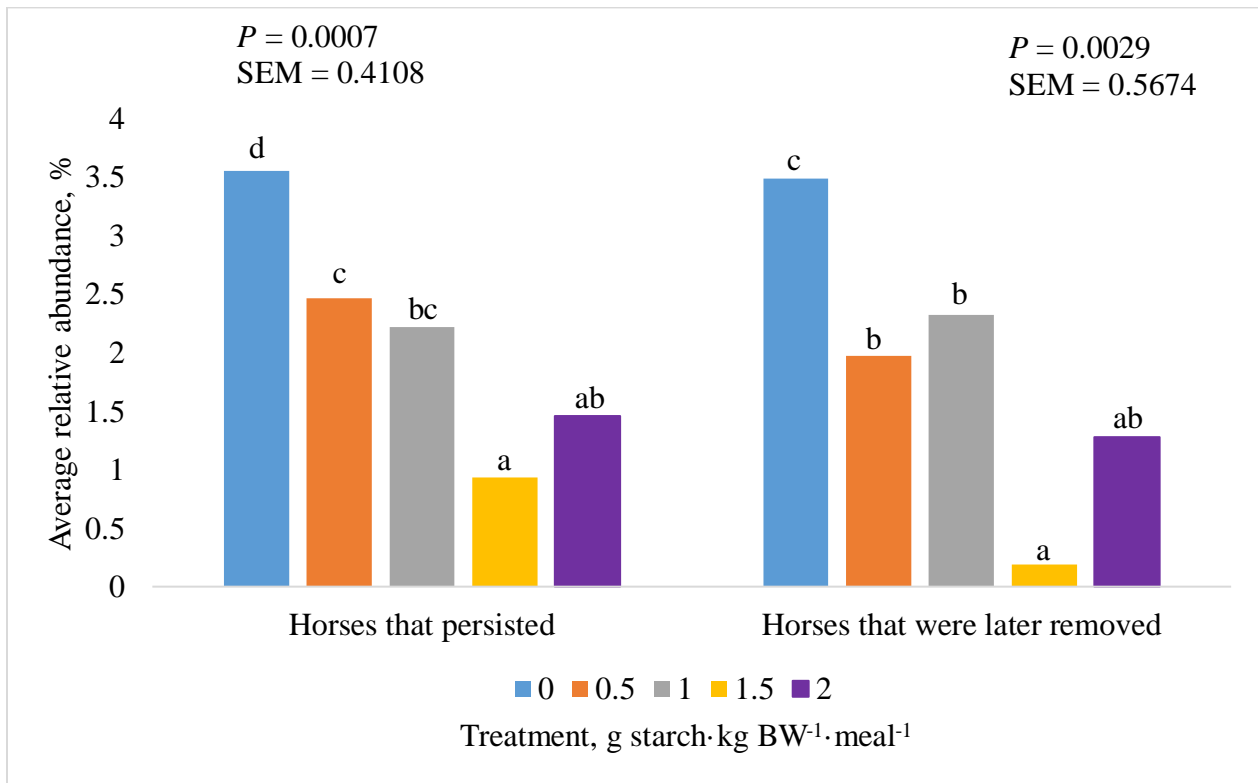 P = 0.0007
SEM = 0.4108
P = 0.0029
SEM = 0.5674
Average relative abundance, %
4
3.5
3
2.5
2
1.5
1
0.5
0
d
c
bc
a
ab
c
b
b
a
ab
Horses that persisted
Horses that were later removed
0 0.5 1 1.5 2
Treatment, g starch·kg BW⁻¹·meal⁻¹